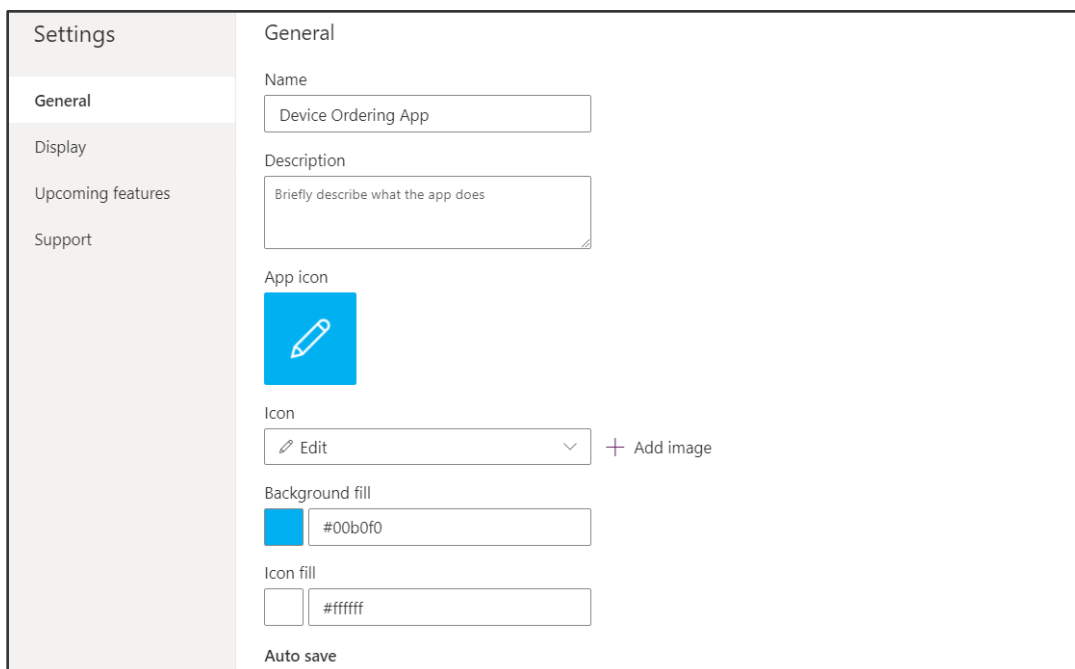 Settings
General
Display
Upcoming features
Support
General
Name
Device Ordering App
Description
Briefly describe what the app does
App icon
Icon
Edit
Add image
Background fill
#00b0f0
Icon fill
#ffffff
Auto save